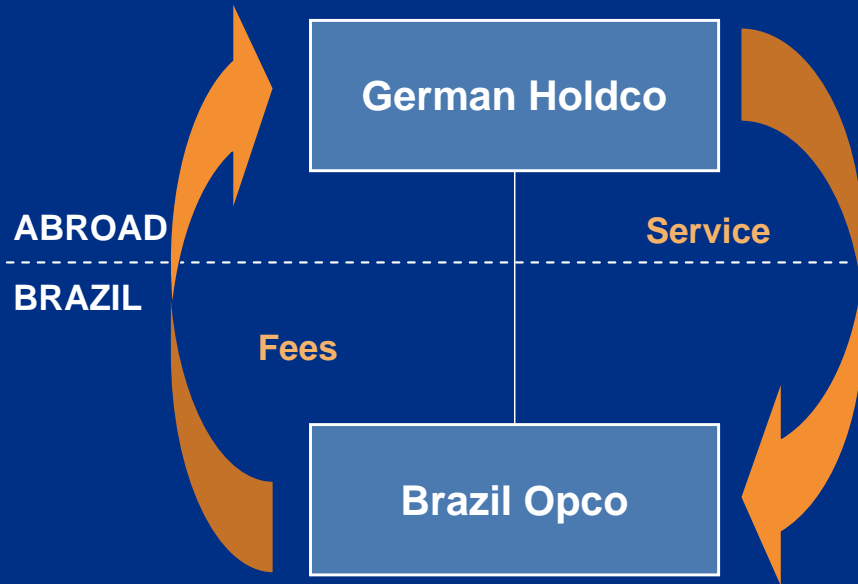 German Holdco
ABROAD
Service
BRAZIL
Fees
Brazil Opco